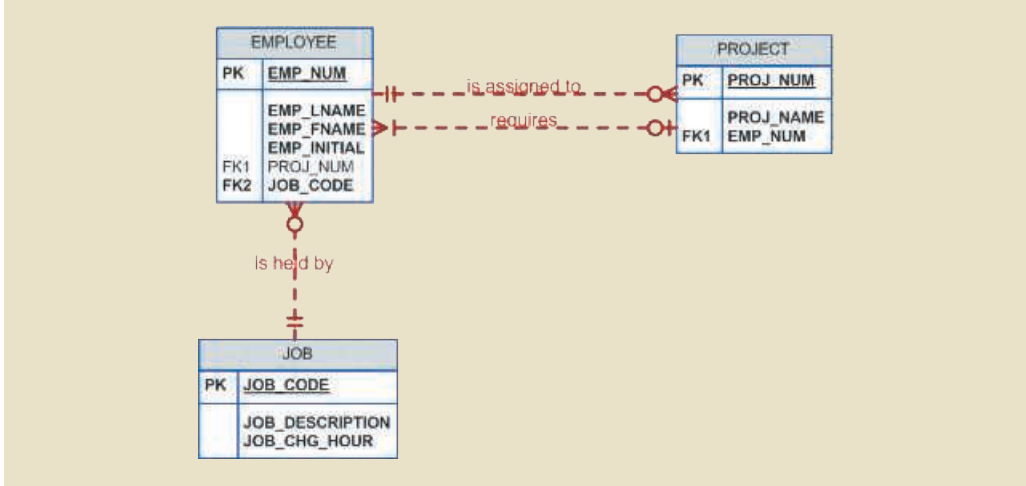 EMPLOYEE
PK EMP_NUM
EMP_LNAME
EMP_FNAME
EMP_INITIAL
FK1 PROJ_NUM
FK2 JOB_CODE
is assigned to
requires
PROJECT
PK PROJ_NUM
PROJ_NAME
FK1 EMP_NUM
is held by
JOB
PK JOB_CODE
JOB_DESCRIPTION
JOB_CHG_HOUR